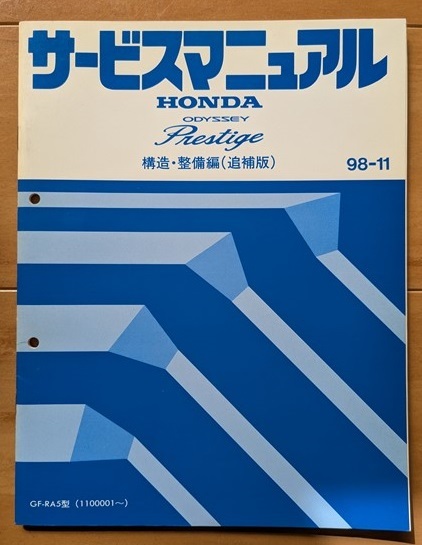 サービスマニュアル
HONDA
ODYSSEY
Prestige
構造・整備編(追補版)
98-11
GF-RA5型 (1100001〜)